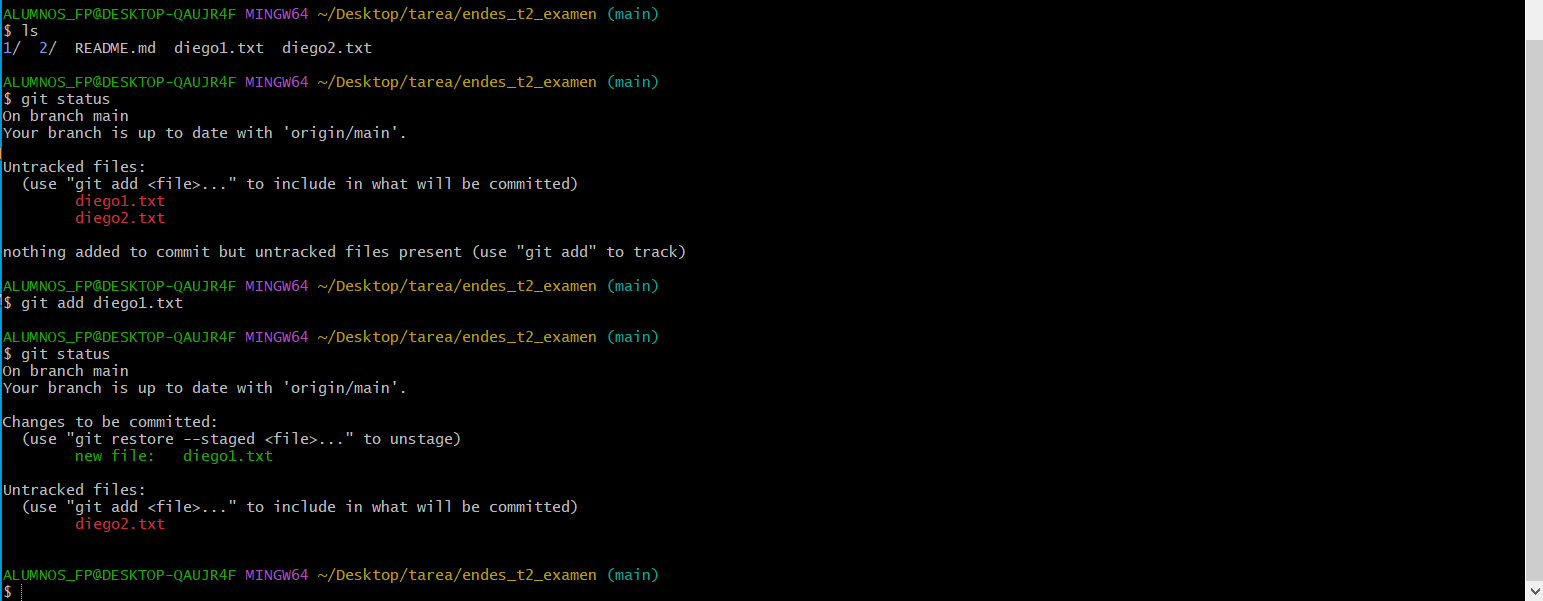 ALUMNOS_FP@DESKTOP-QAUJR4F MINGW64 ~/Desktop/tarea/endes_t2_examen (main)
$ ls
1/  2/  README.md  diego1.txt  diego2.txt

ALUMNOS_FP@DESKTOP-QAUJR4F MINGW64 ~/Desktop/tarea/endes_t2_examen (main)
$ git status
On branch main
Your branch is up to date with 'origin/main'.

Untracked files:
  (use "git add <file>..." to include in what will be committed)
        diego1.txt
        diego2.txt

nothing added to commit but untracked files present (use "git add" to track)

ALUMNOS_FP@DESKTOP-QAUJR4F MINGW64 ~/Desktop/tarea/endes_t2_examen (main)
$ git add diego1.txt

ALUMNOS_FP@DESKTOP-QAUJR4F MINGW64 ~/Desktop/tarea/endes_t2_examen (main)
$ git status
On branch main
Your branch is up to date with 'origin/main'.

Changes to be committed:
  (use "git restore --staged <file>..." to unstage)
        new file:   diego1.txt

Untracked files:
  (use "git add <file>..." to include in what will be committed)
        diego2.txt


ALUMNOS_FP@DESKTOP-QAUJR4F MINGW64 ~/Desktop/tarea/endes_t2_examen (main)
$